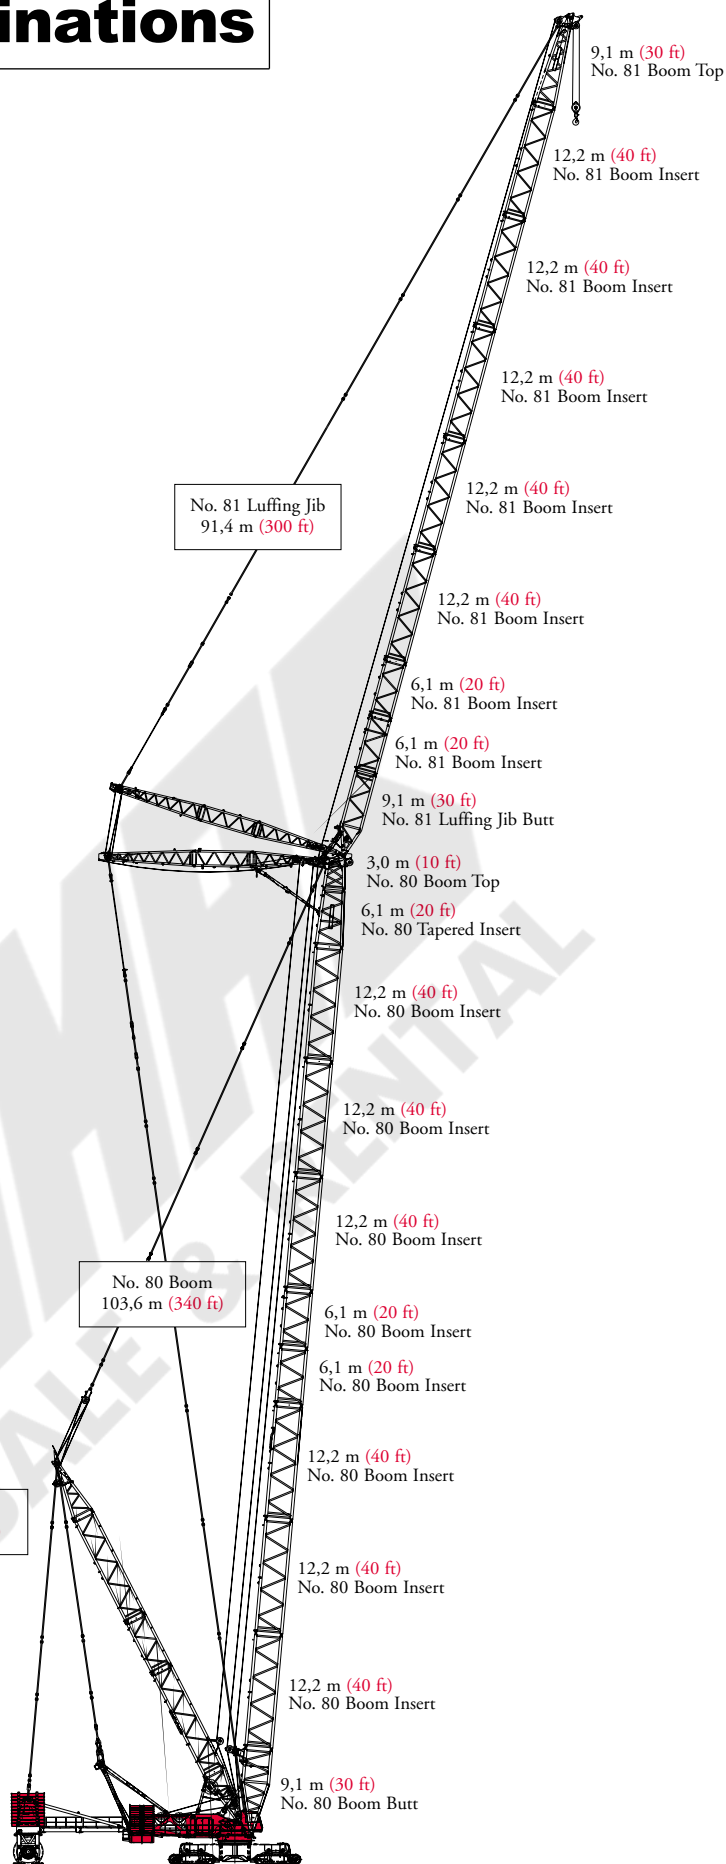 inations
9,1 m (30 ft)
No. 81 Boom Top
12,2 m (40 ft)
No. 81 Boom Insert
12,2 m (40 ft)
No. 81 Boom Insert
12,2 m (40 ft)
No. 81 Boom Insert
12,2 m (40 ft)
No. 81 Boom Insert
No. 81 Luffing Jib
91,4 m (300 ft)
12,2 m (40 ft)
No. 81 Boom Insert
6,1 m (20 ft)
No. 81 Boom Insert
6,1 m (20 ft)
No. 81 Boom Insert
9,1 m (30 ft)
No. 81 Luffing Jib Butt
3,0 m (10 ft)
No. 80 Boom Top
6,1 m (20 ft)
No. 80 Tapered Insert
12,2 m (40 ft)
No. 80 Boom Insert
12,2 m (40 ft)
No. 80 Boom Insert
12,2 m (40 ft)
No. 80 Boom Insert
No. 80 Boom
103,6 m (340 ft)
6,1 m (20 ft)
No. 80 Boom Insert
6,1 m (20 ft)
No. 80 Boom Insert
12,2 m (40 ft)
No. 80 Boom Insert
12,2 m (40 ft)
No. 80 Boom Insert
12,2 m (40 ft)
No. 80 Boom Insert
9,1 m (30 ft)
No. 80 Boom Butt
SALE & RENTAL